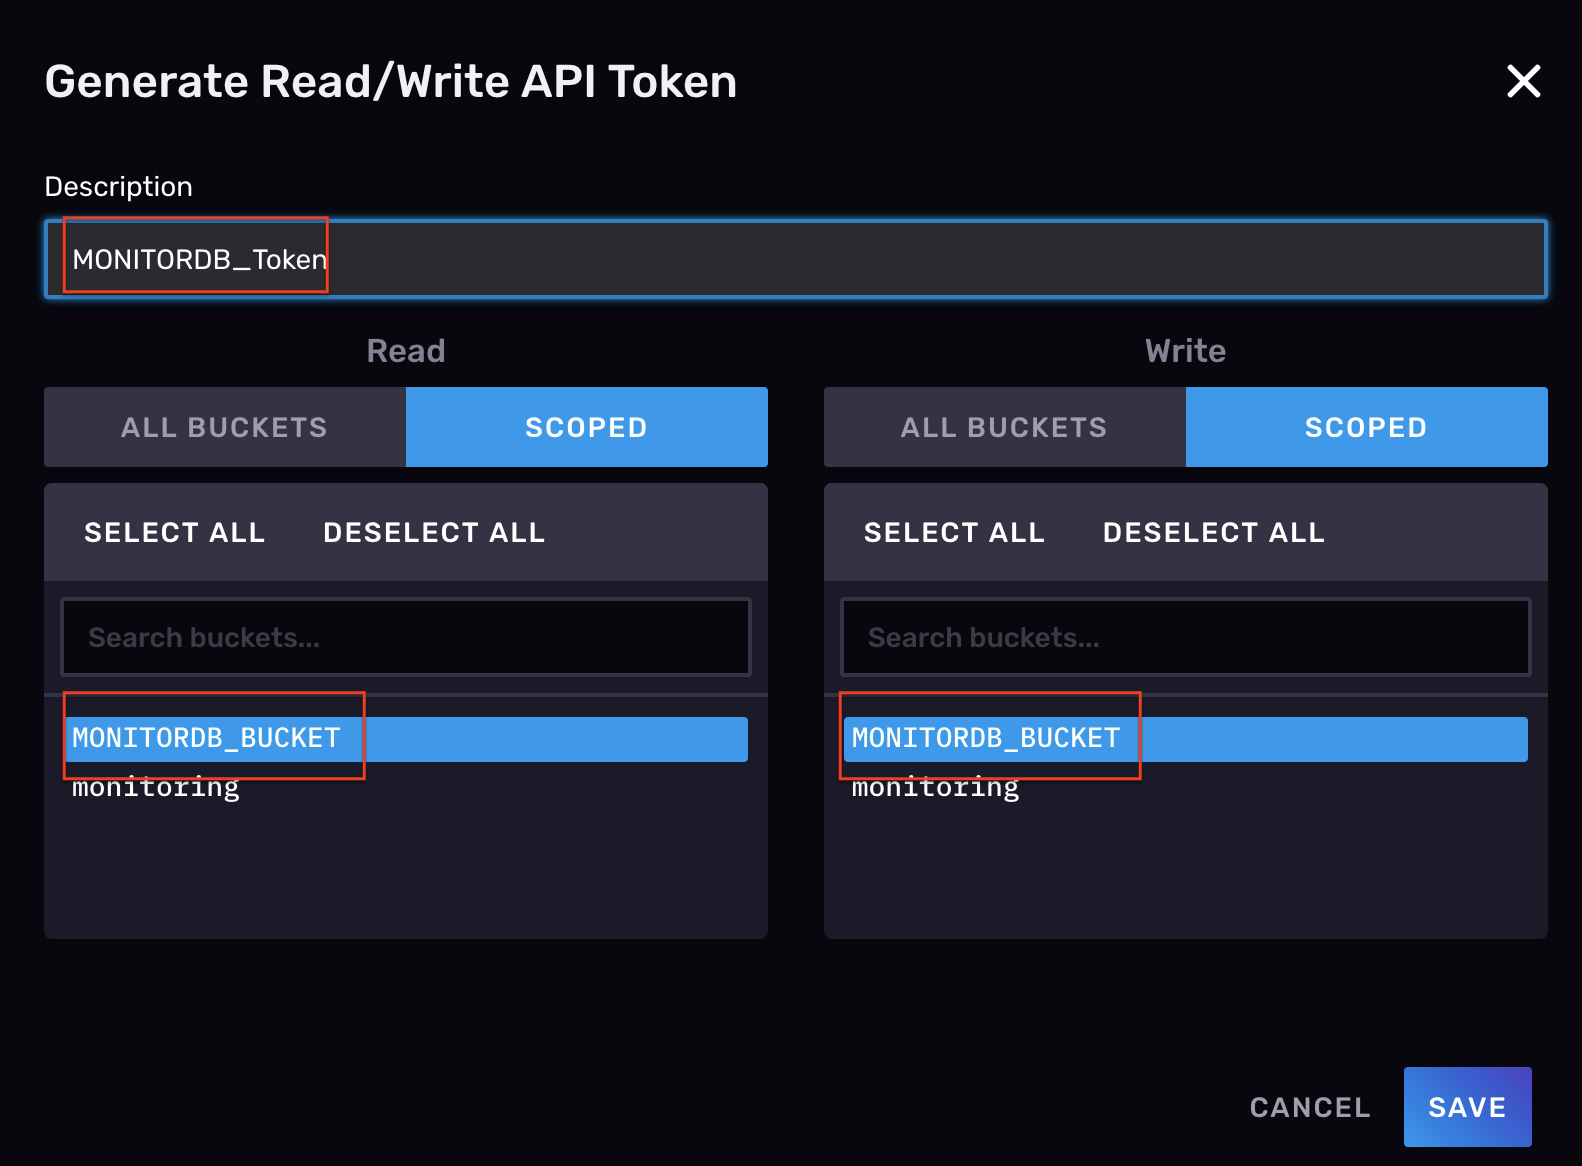 Generate Read/Write API Token
Description
MONITORDB_Token
Read
Write
ALL BUCKETS
SCOPED
ALL BUCKETS
SCOPED
SELECT ALL
DESELECT ALL
SELECT ALL
DESELECT ALL
Search buckets...
Search buckets...
MONITORDB_BUCKET
MONITORDB_BUCKET
monitoring
monitoring
CANCEL
SAVE